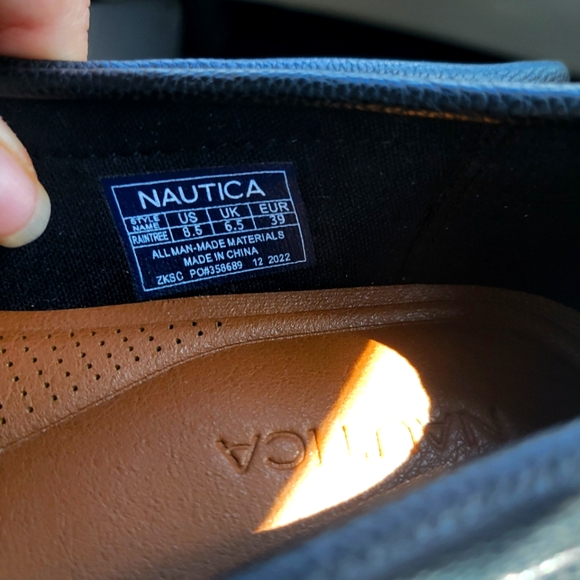 NAUTICA
STYLE NAME US UK EUR
RAINTREE 8.5 6.5 39
ALL MAN-MADE MATERIALS
MADE IN CHINA
ZKSC PO#358689 12 2022
NAUTICA